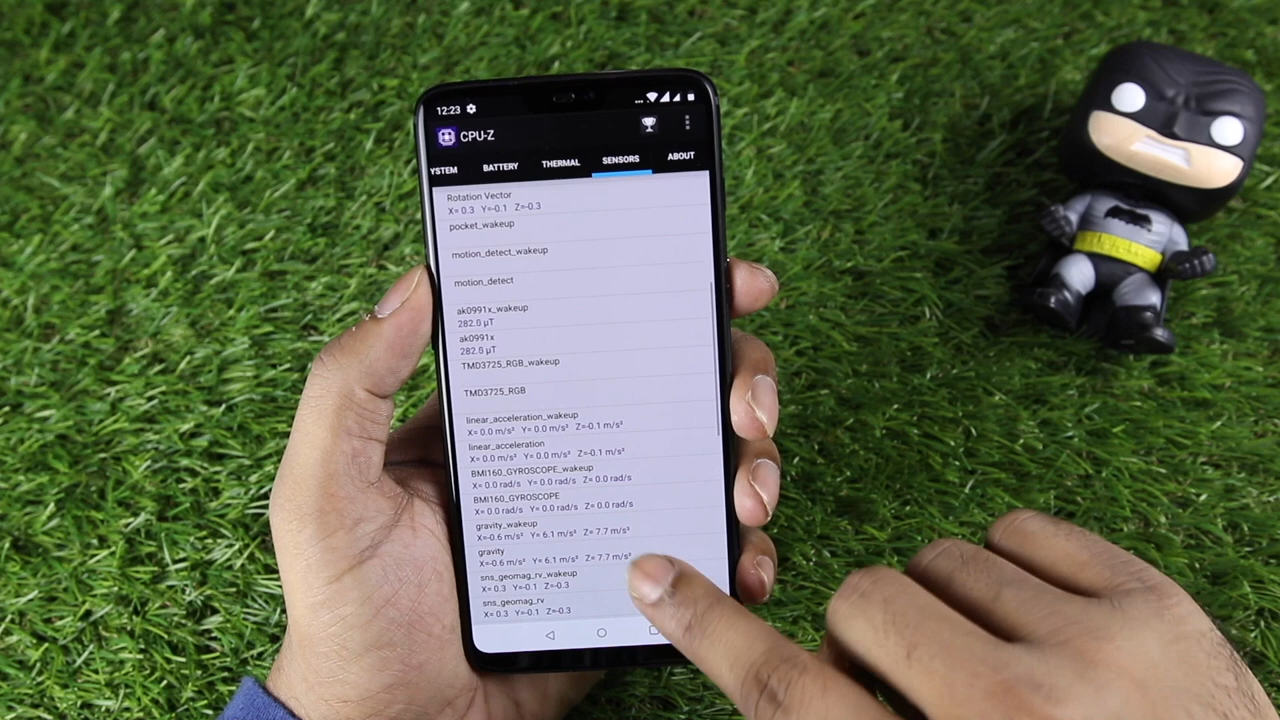 12:23
CPU-Z
YSTEM BATTERY THERMAL SENSORS ABOUT
Rotation Vector
X= 0.3 Y=-0.1 Z=-0.3
pocket_wakeup
motion_detect_wakeup
motion_detect
ak0991x_wakeup
282.0 μT
ak0991x
282.0 μT
TMD3725_RGB_wakeup
TMD3725_RGB
linear_acceleration_wakeup
X= 0.0 m/s² Y= 0.0 m/s² Z=-0.1 m/s²
linear_acceleration
X= 0.0 m/s² Y= 0.0 m/s² Z=-0.1 m/s²
BMI160_GYROSCOPE_wakeup
X= 0.0 rad/s Y= 0.0 rad/s Z= 0.0 rad/s
BMI160_GYROSCOPE
X= 0.0 rad/s Y= 0.0 rad/s Z= 0.0 rad/s
gravity_wakeup
X=-0.6 m/s² Y= 6.1 m/s² Z= 7.7 m/s²
gravity
X=-0.6 m/s² Y= 6.1 m/s² Z= 7.7 m/s²
sns_geomag_rv_wakeup
X= 0.3 Y=-0.1 Z=-0.3
sns_geomag_rv
X= 0.3 Y=-0.1 Z=-0.3